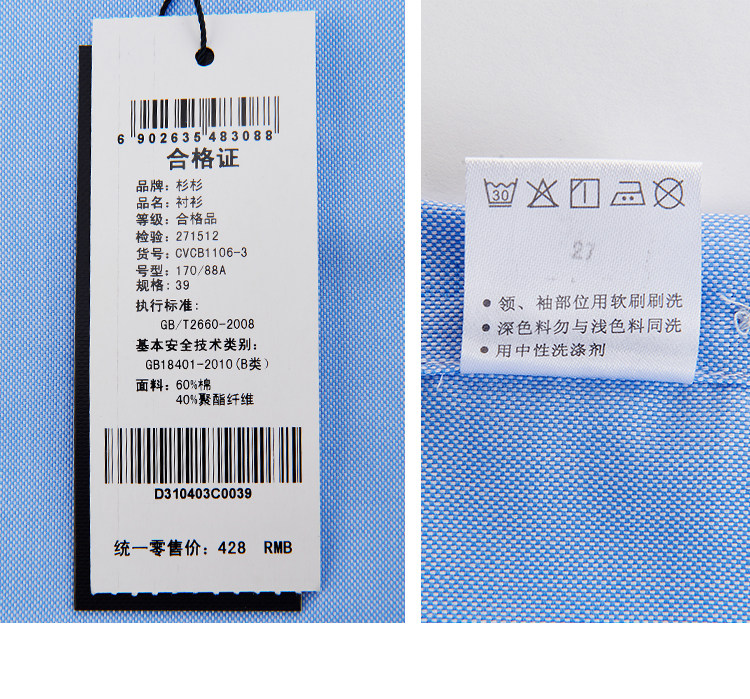 6 902635 483088
合格证
品牌: 杉杉
品名: 衬衫
等级: 合格品
检验: 271512
货号: CVCB1106-3
号型: 170/88A
规格: 39
执行标准:
GB/T2660-2008
基本安全技术类别:
GB18401-2010(B类)
面料: 60%棉
40%聚酯纤维
D310403C0039
统一零售价: 428 RMB
30
27
●领、袖部位用软刷刷洗
●深色料勿与浅色料同洗
●用中性洗涤剂